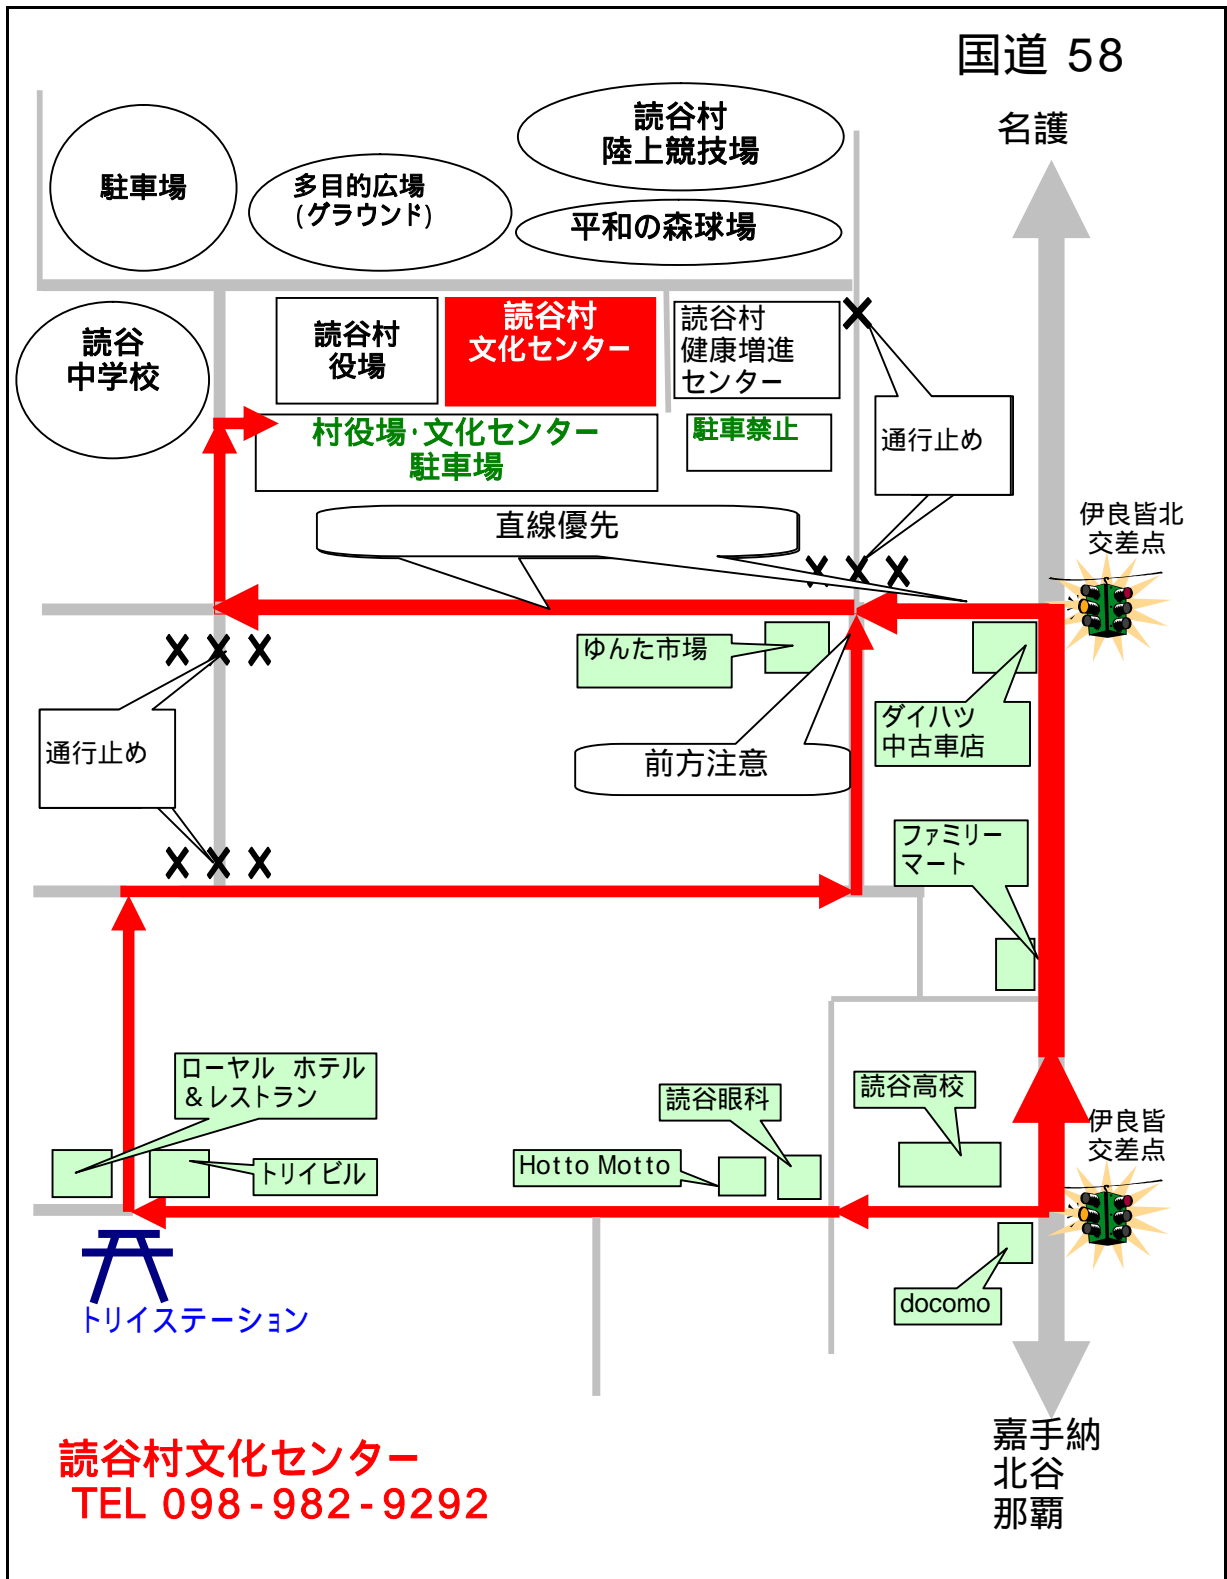 国道 58
名護
読谷村
陸上競技場
駐車場
多目的広場
(グラウンド)
平和の森球場
読谷
中学校
読谷村
役場
読谷村
文化センター
読谷村
健康増進
センター
村役場・文化センター
駐車場
駐車禁止
通行止め
直線優先
伊良皆北
交差点
ゆんた市場
ダイハツ
中古車店
通行止め
前方注意
ファミリー
マート
ローヤル ホテル
&レストラン
トリイビル
読谷眼科
Hotto Motto
読谷高校
伊良皆
交差点
docomo
トリイステーション
嘉手納
北谷
那覇
読谷村文化センター
TEL 098-982-9292